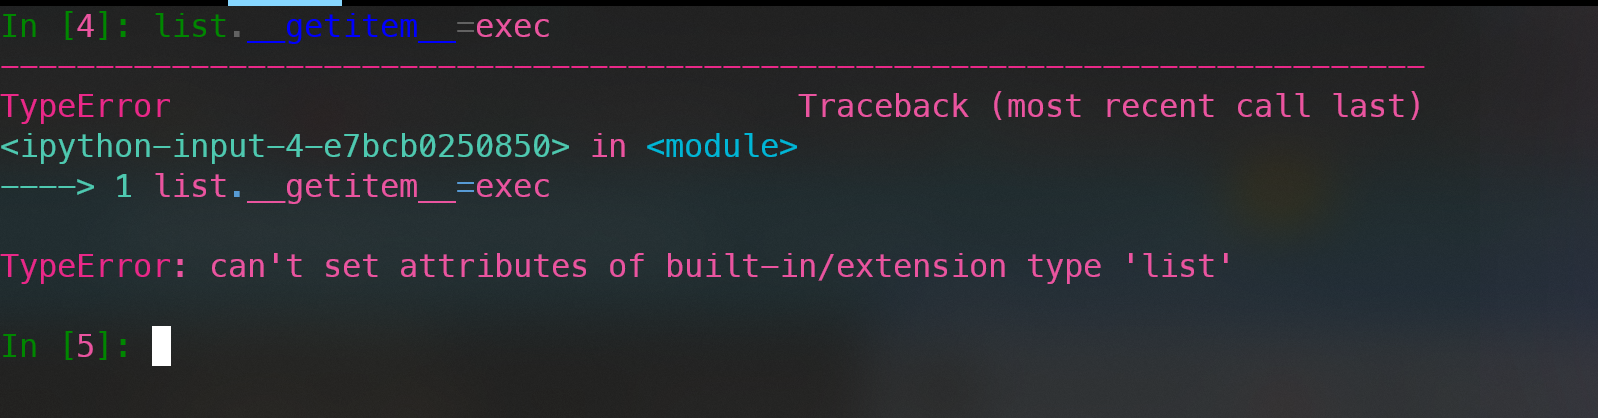 In [4]: list.__getitem__=exec
---------------------------------------------------------------------------
TypeError                                 Traceback (most recent call last)
<ipython-input-4-e7bcb0250850> in <module>
----> 1 list.__getitem__=exec
TypeError: can't set attributes of built-in/extension type 'list'
In [5]: